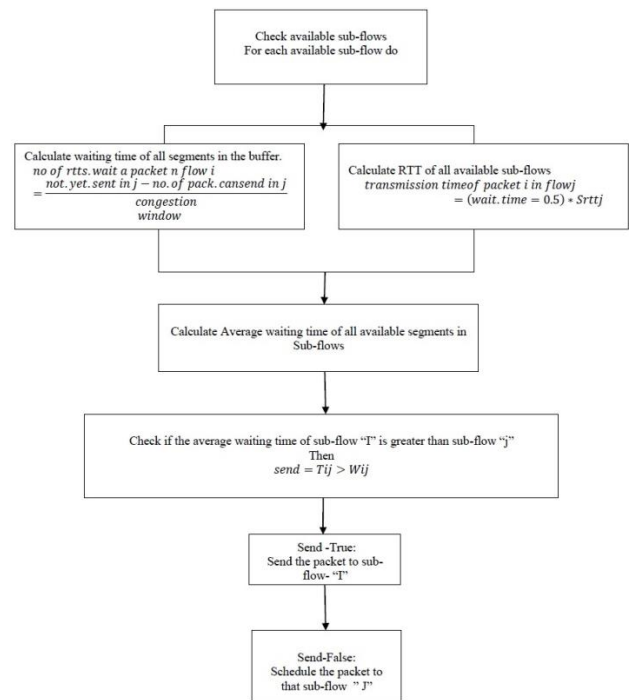 Check available sub-flows
For each available sub-flow do
Calculate waiting time of all segments in the buffer.
no of rtts.wait a packet n flow i
= not.yet.sent in j − no.of pack.cansend in j
congestion
window
Calculate RTT of all available sub-flows
transmission timeof packet i in flowj
= (wait.time = 0.5) * Srttj
Calculate Average waiting time of all available segments in
Sub-flows
Check if the average waiting time of sub-flow “I” is greater than sub-flow “j”
Then
send = Tij > Wij
Send -True:
Send the packet to sub-
flow- “I”
Send-False:
Schedule the packet to
that sub-flow ” J”